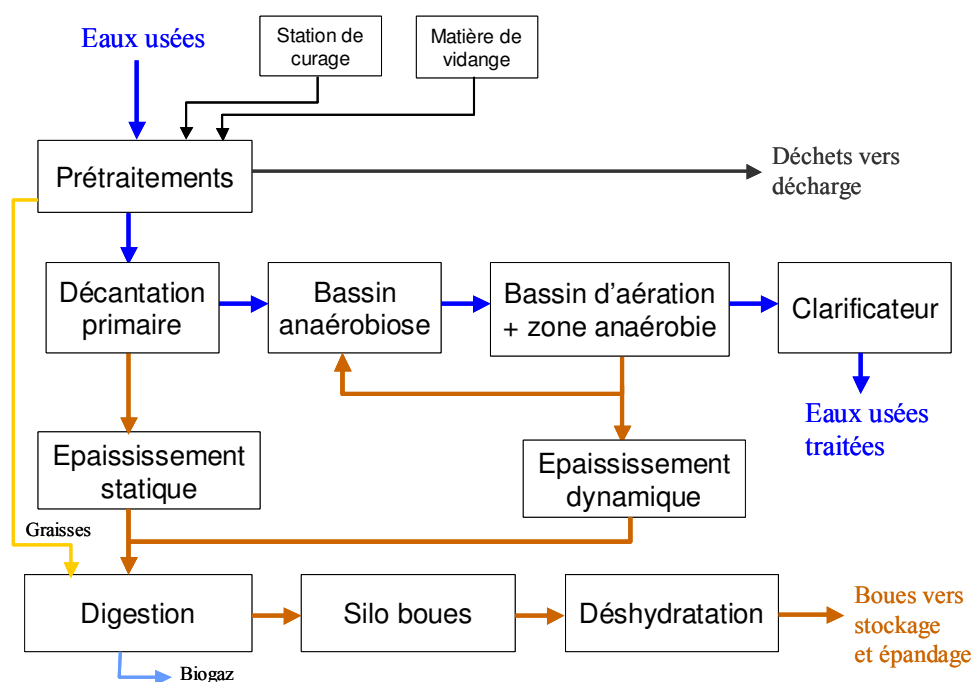 Eaux usées
Station de
curage
Matière de
vidange
Prétraitements
Déchets vers
décharge
Décantation
primaire
Bassin
anaérobiose
Bassin d'aération
+ zone anaérobie
Clarificateur
Eaux usées
traitées
Epaississement
statique
Epaississement
dynamique
Graisses
Digestion
Silo boues
Déshydratation
Boues vers
stockage
et épandage
Biogaz